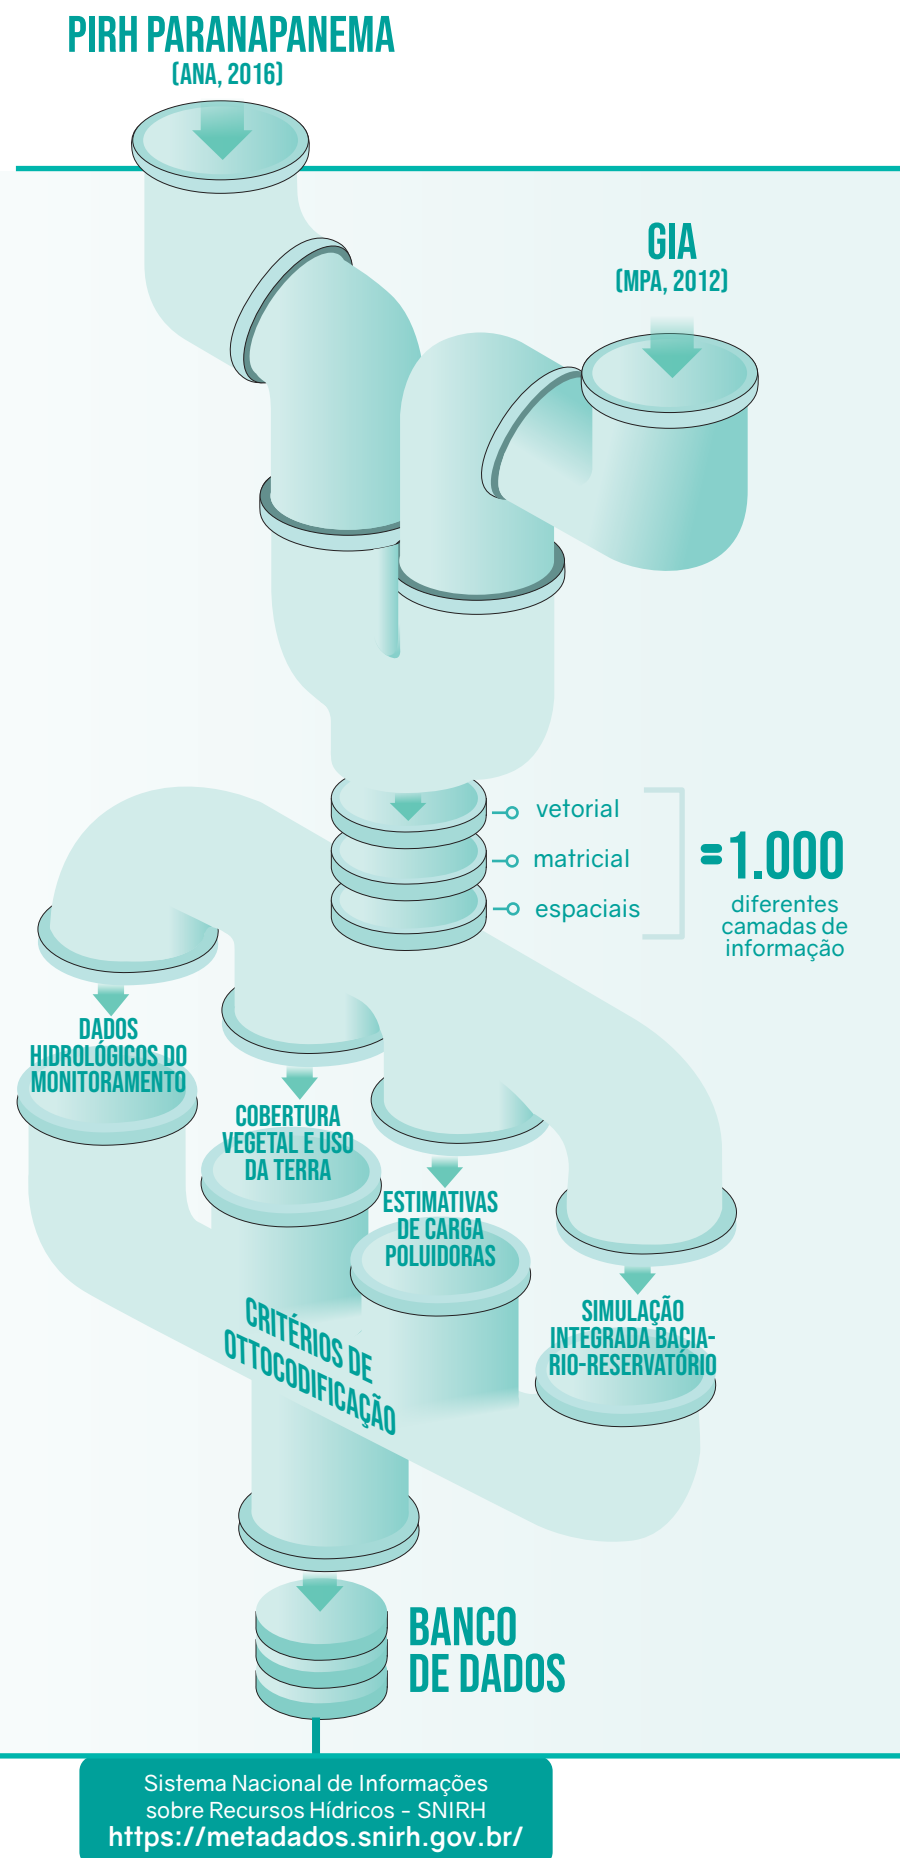 PIRH PARANAPANEMA
(ANA, 2016)
GIA
(MPA, 2012)
vetorial
matricial
espaciais
=1.000
diferentes
camadas de
informação
DADOS
HIDROLÓGICOS DO
MONITORAMENTO
COBERTURA
VEGETAL E USO
DA TERRA
ESTIMATIVAS
DE CARGA
POLUIDORAS
SIMULAÇÃO
INTEGRADA BACIA-
RIO-RESERVATÓRIO
CRITÉRIOS DE
OTTOCODIFICAÇÃO
BANCO
DE DADOS
Sistema Nacional de Informações
sobre Recursos Hídricos - SNIRH
https://metadados.snirh.gov.br/